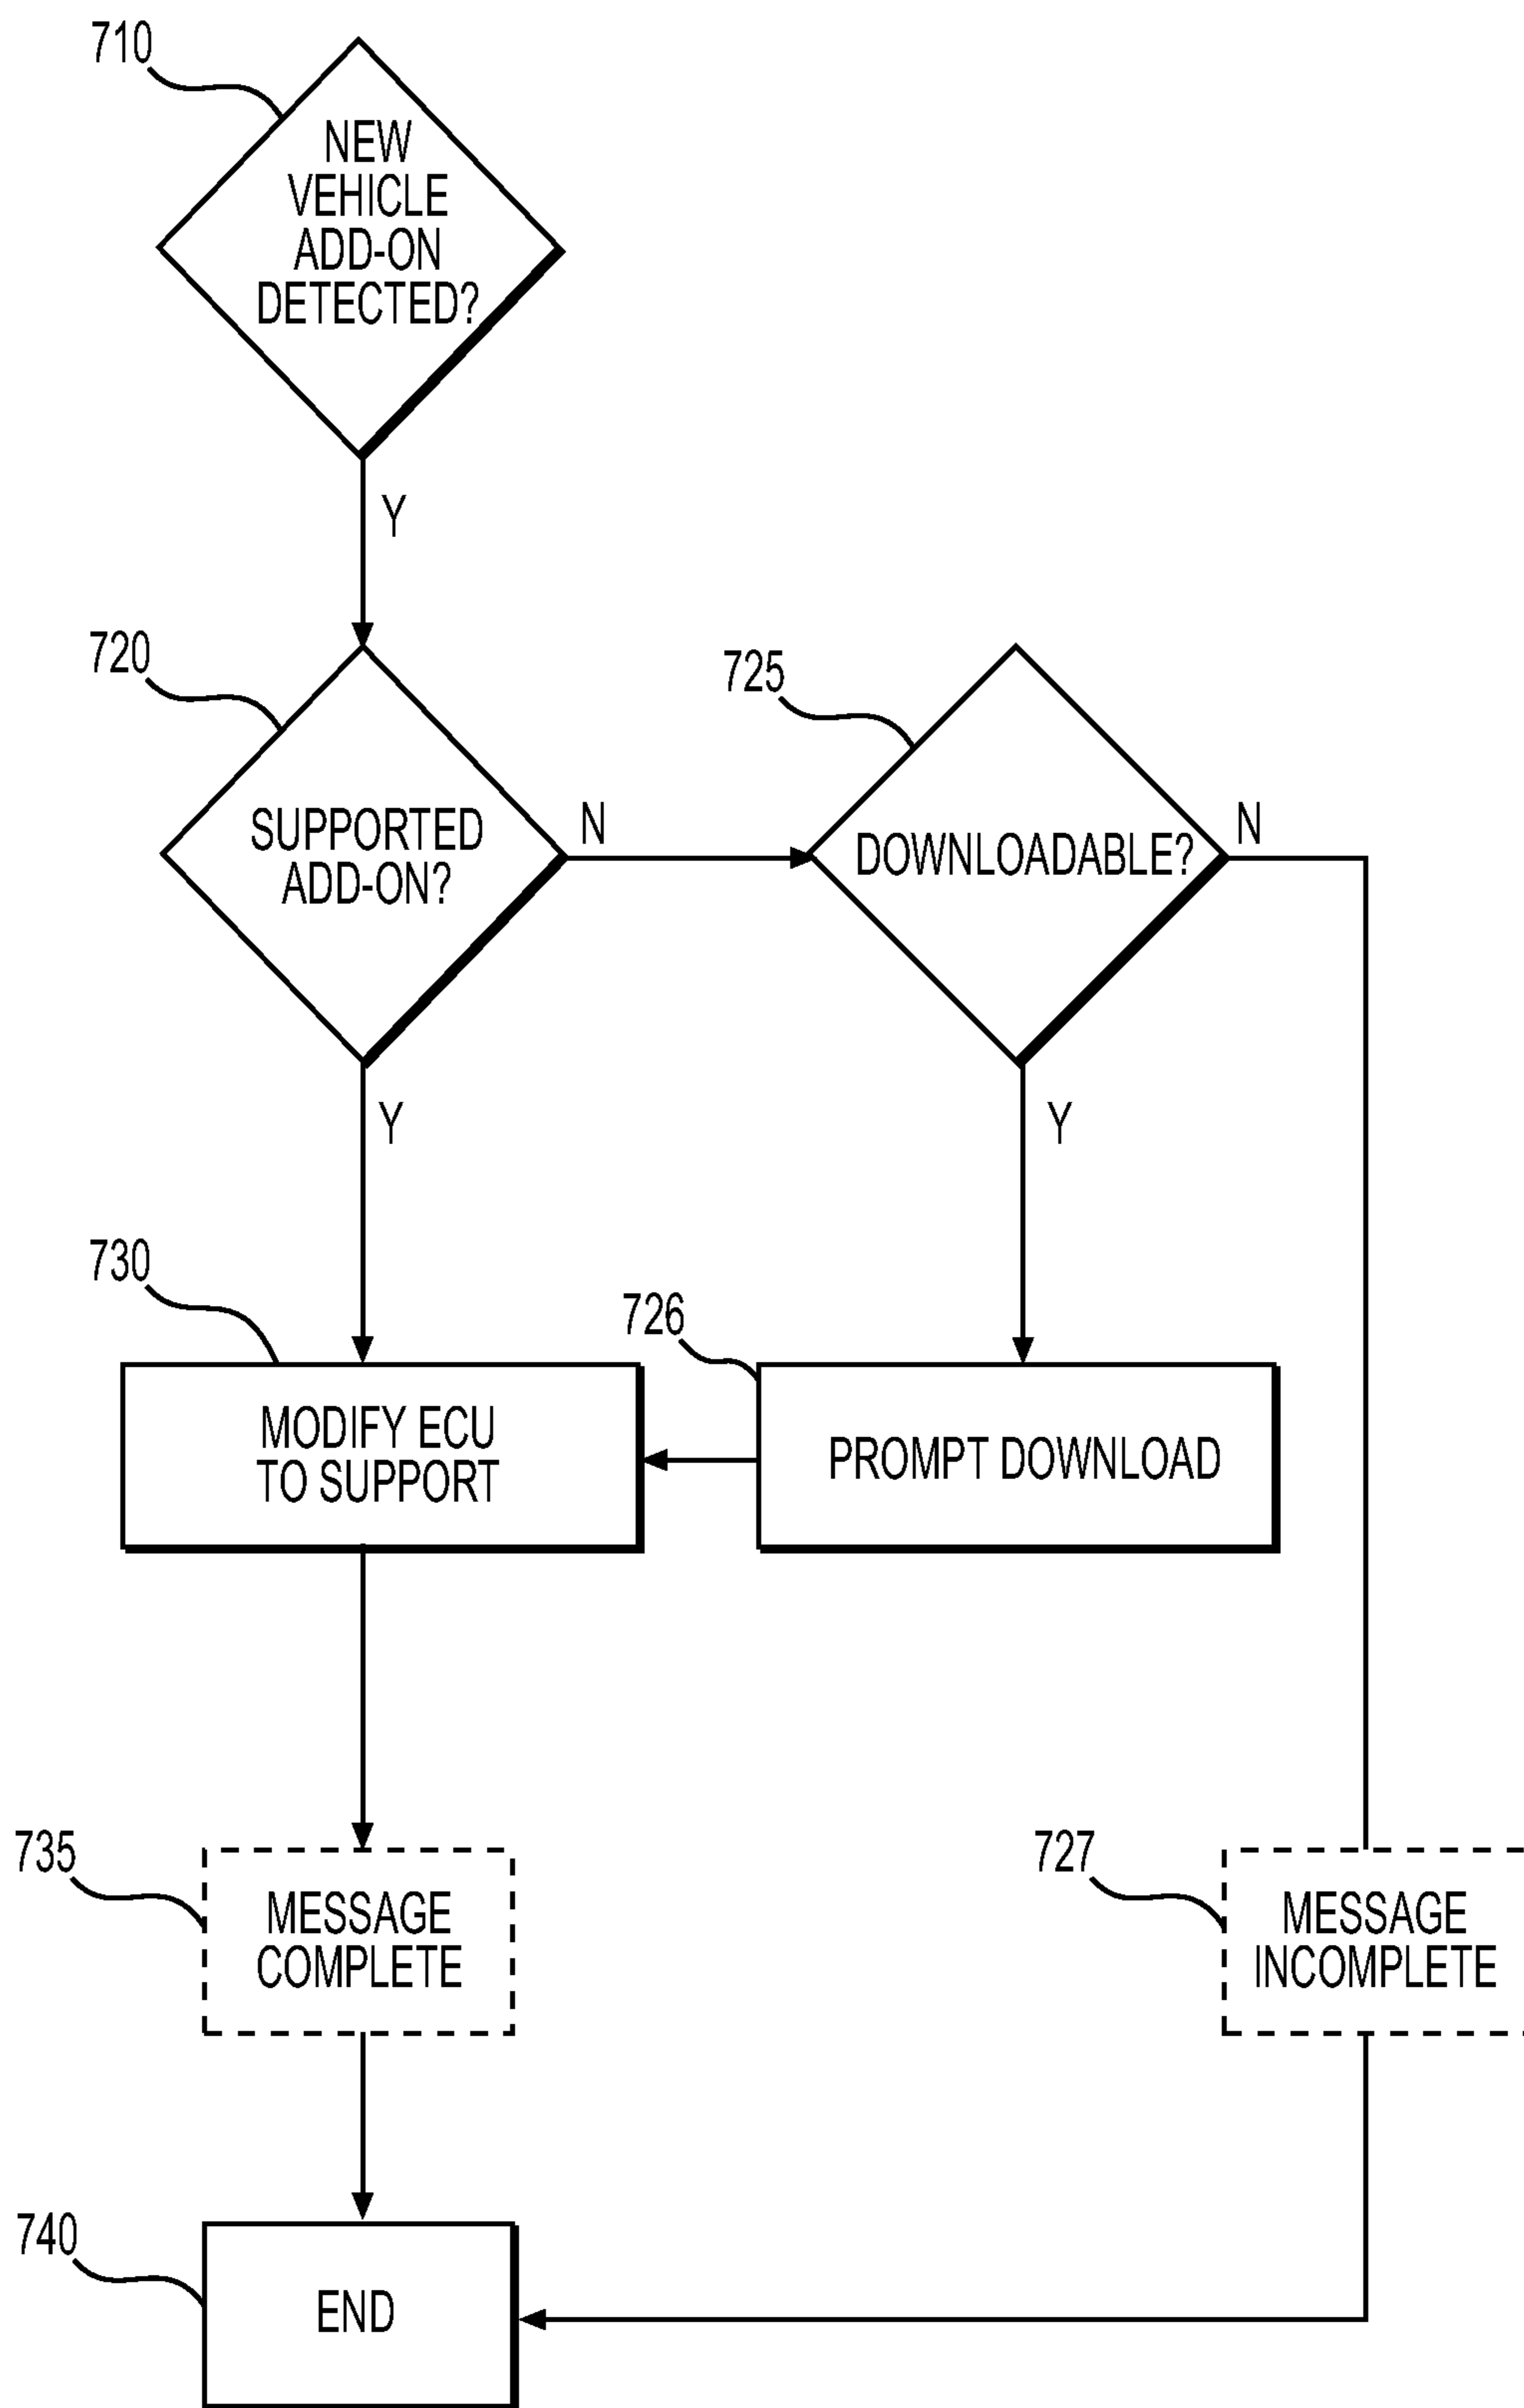 710
NEW
VEHICLE
ADD-ON
DETECTED?
Y
720
SUPPORTED
ADD-ON?
N
725
DOWNLOADABLE?
N
Y
Y
730
MODIFY ECU
TO SUPPORT
726
PROMPT DOWNLOAD
735
MESSAGE
COMPLETE
727
MESSAGE
INCOMPLETE
740
END